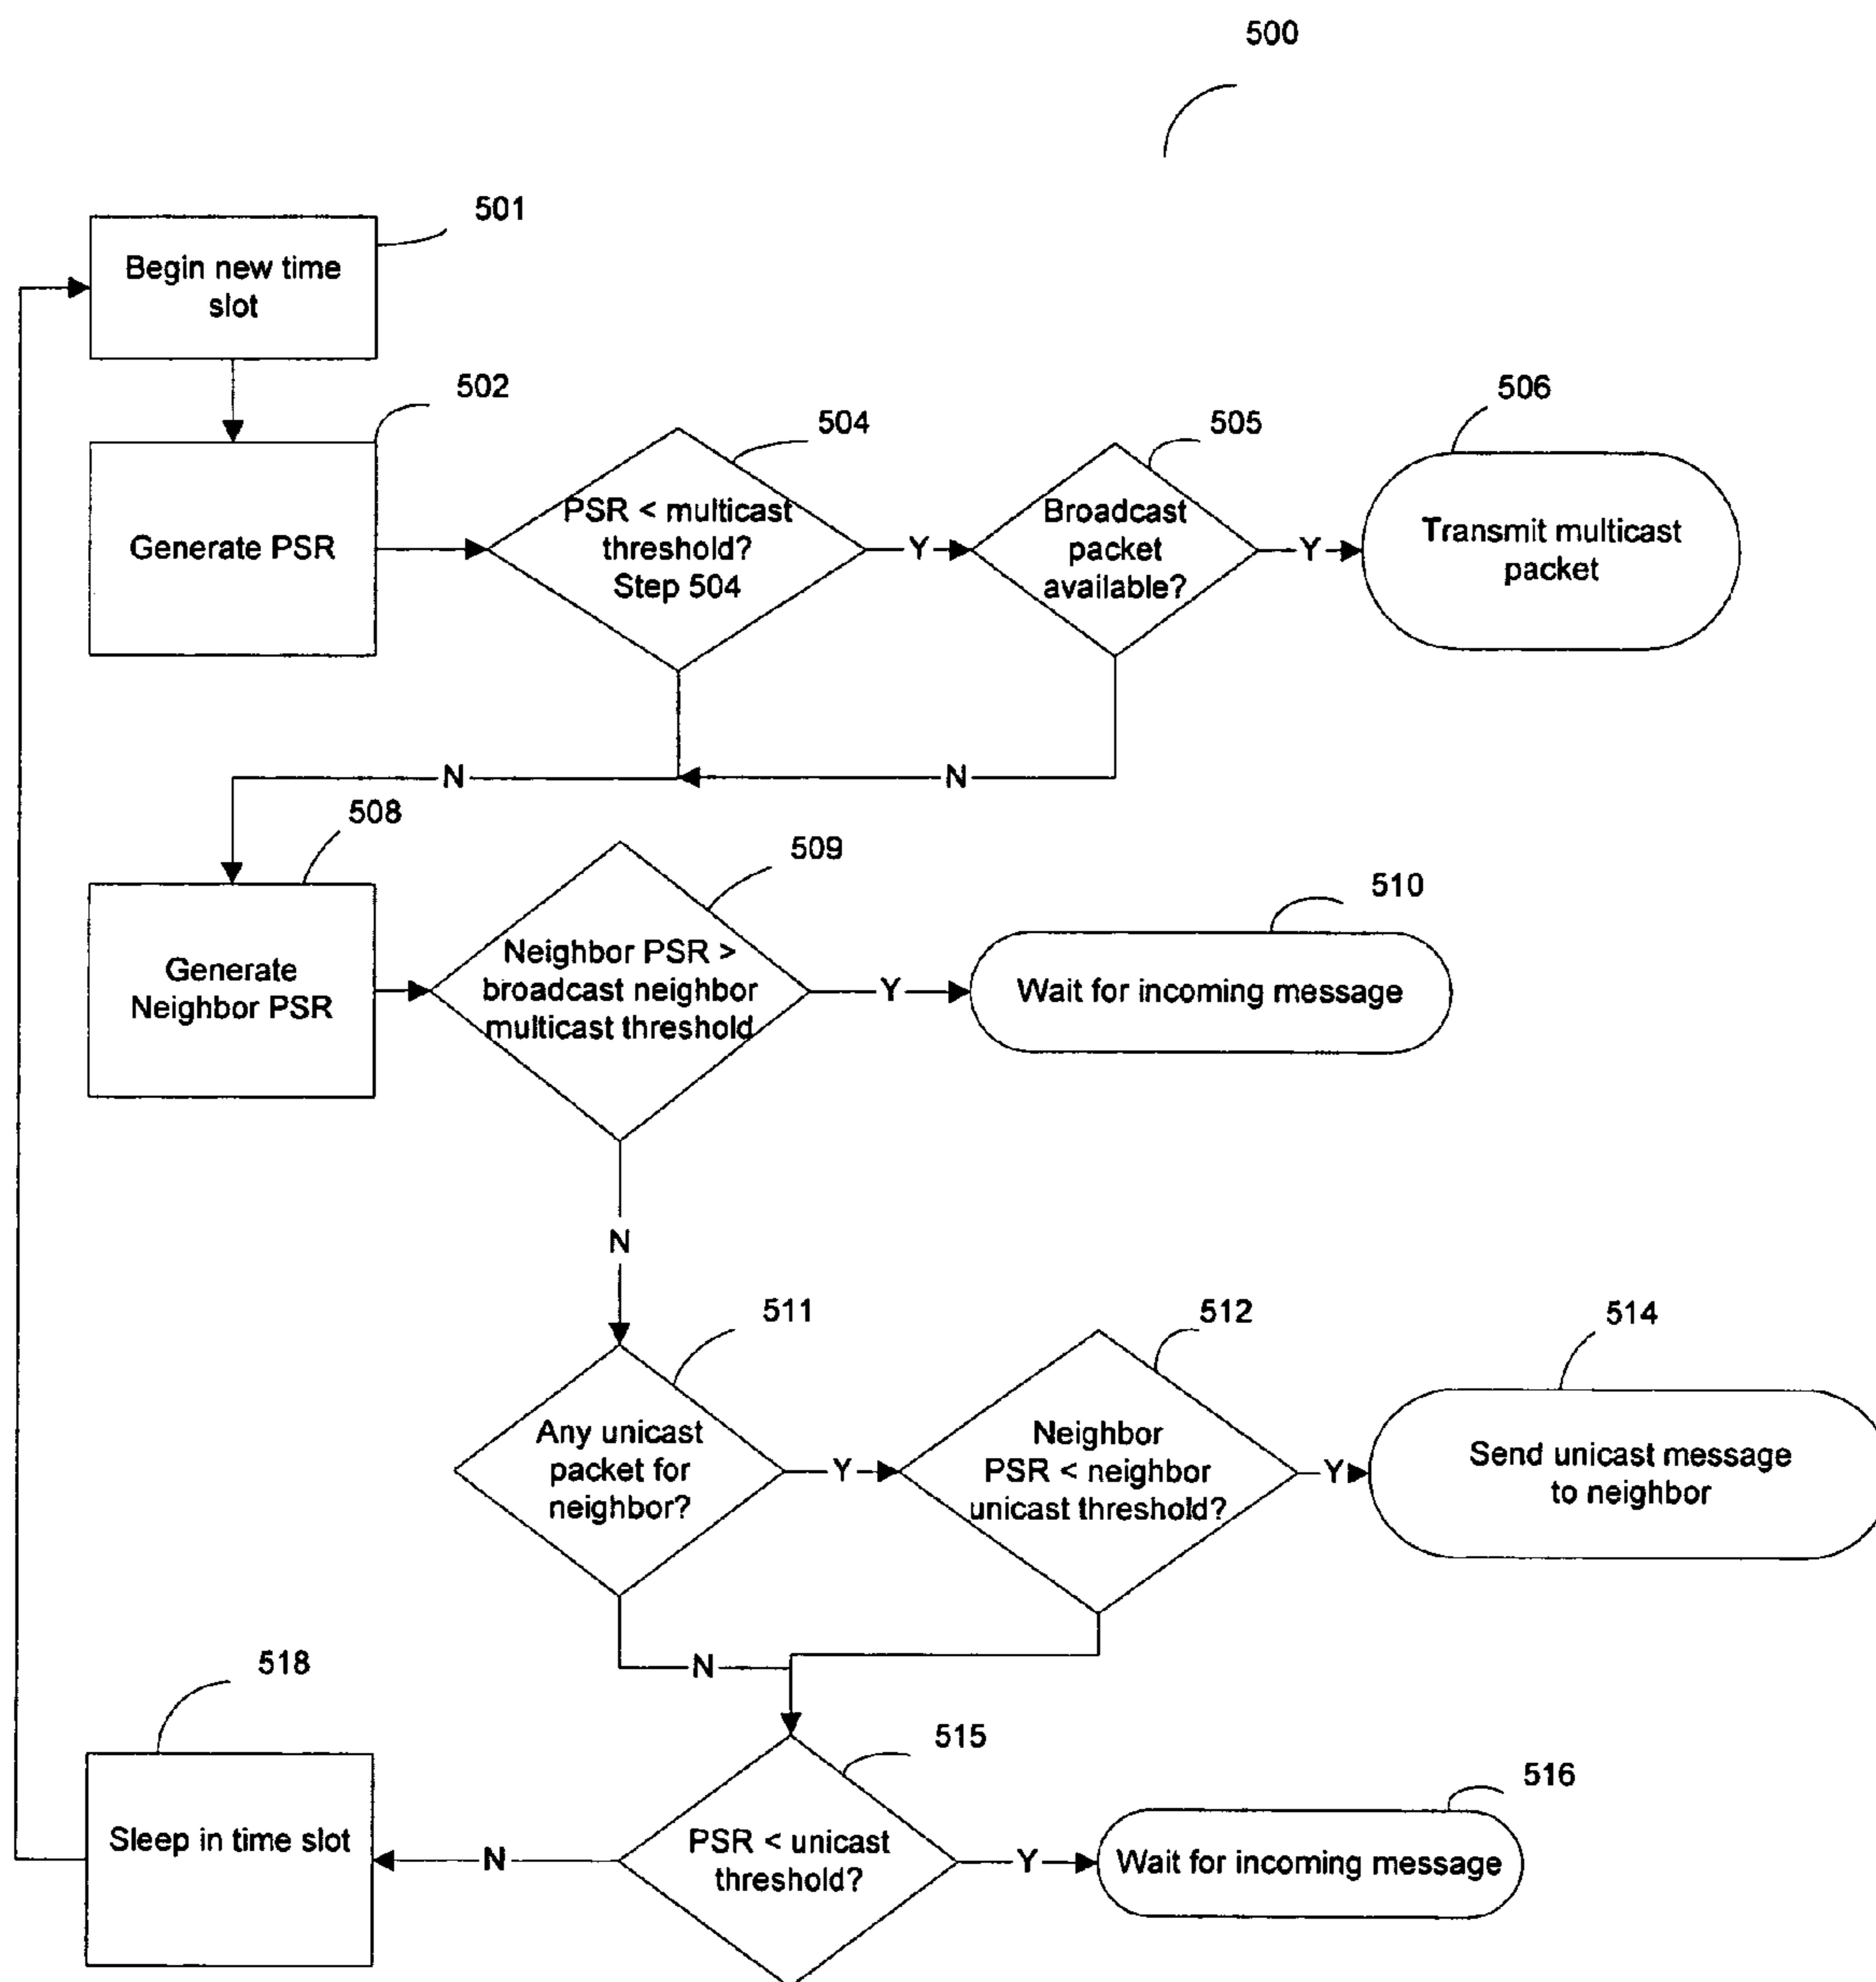 500
501
Begin new time
slot
502
Generate PSR
504
PSR < multicast
threshold?
Step 504
Y
505
Broadcast
packet
available?
Y
506
Transmit multicast
packet
N
N
508
Generate
Neighbor PSR
509
Neighbor PSR >
broadcast neighbor
multicast threshold
Y
510
Wait for incoming message
N
511
Any unicast
packet for
neighbor?
Y
512
Neighbor
PSR < neighbor
unicast threshold?
Y
514
Send unicast message
to neighbor
N
515
PSR < unicast
threshold?
Y
516
Wait for incoming message
N
518
Sleep in time slot